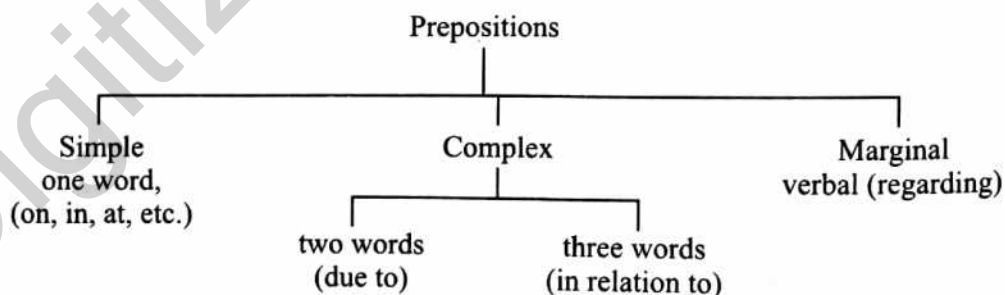 Prepositions
Simple
one word,
(on, in, at, etc.)
Complex
two words
(due to)
three words
(in relation to)
Marginal
verbal (regarding)